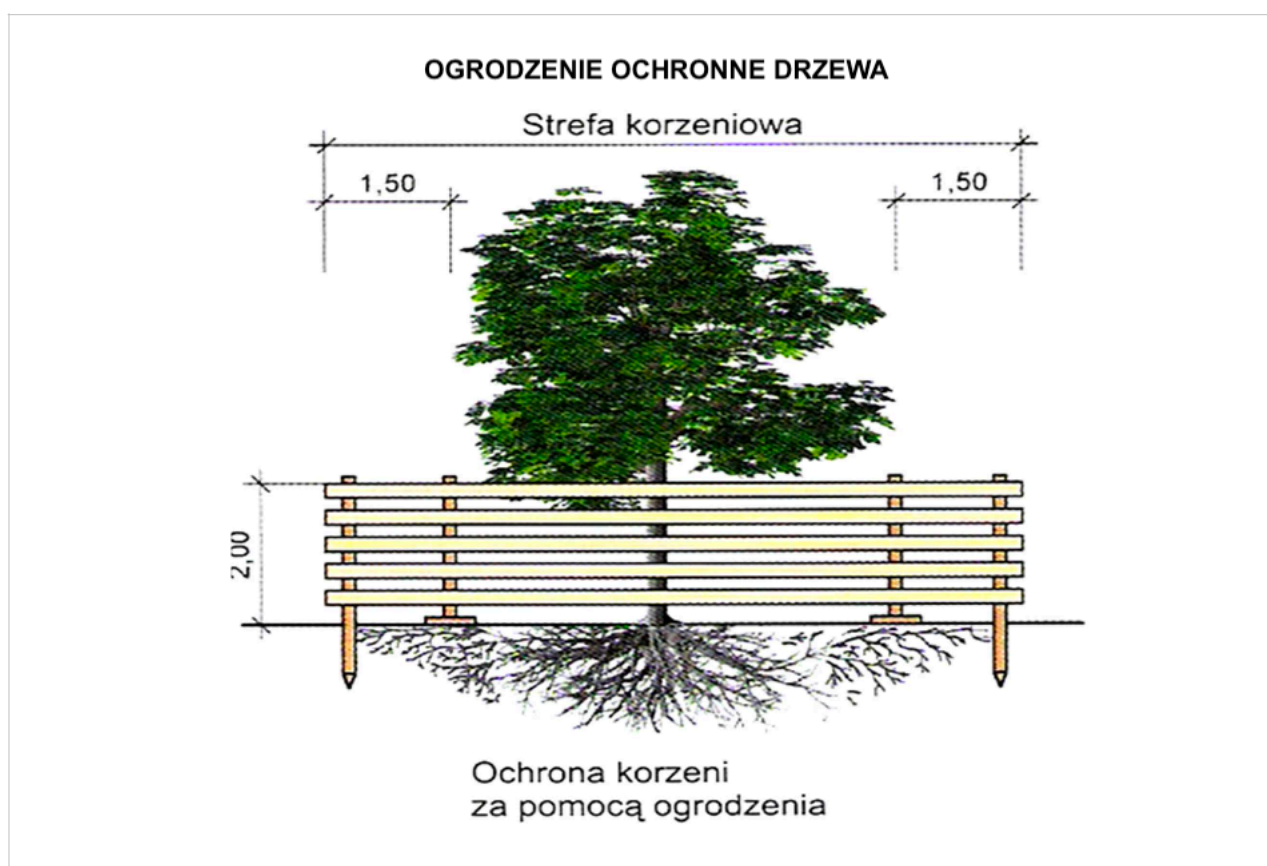 OGRODZENIE OCHRONNE DRZEWA
Strefa korzeniowa
1,50
1,50
2,00
Ochrona korzeni
za pomocą ogrodzenia